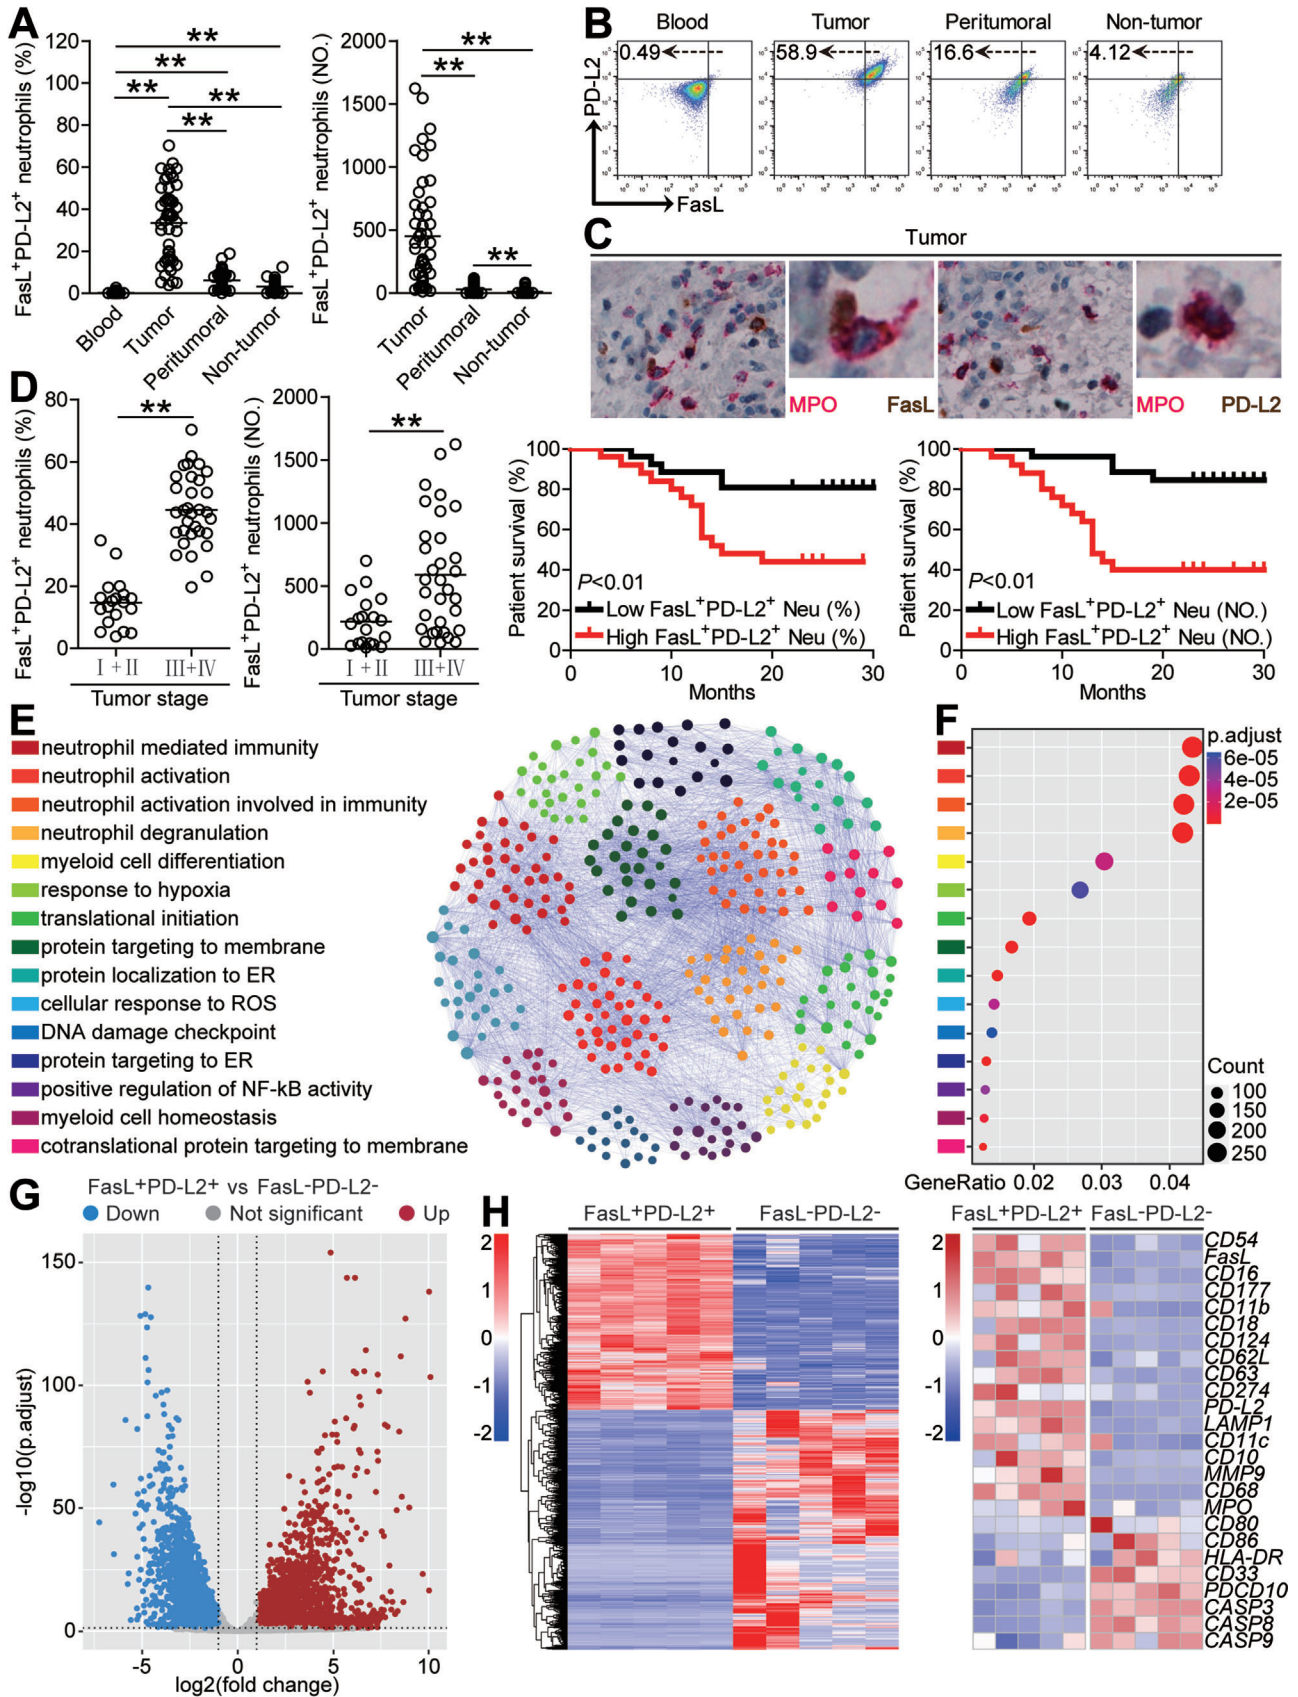 A
FasL+PD-L2+ neutrophils (%)
120
100
80
60
40
20
0
**
**
** **
**
Blood
Tumor
Peritumoral
Non-tumor
FasL+PD-L2+ neutrophils (NO.)
2000
1500
1000
500
0
**
**
**
Tumor
Peritumoral
Non-tumor
B
Blood Tumor Peritumoral Non-tumor
0.49 58.9 16.6 4.12
PD-L2
FasL
C
Tumor
MPO FasL
MPO PD-L2
D
FasL+PD-L2+ neutrophils (%)
80
60
40
20
0
**
I + II III+IV
Tumor stage
FasL+PD-L2+ neutrophils (NO.)
2000
1500
1000
500
0
**
I + II III+IV
Tumor stage
Patient survival (%)
100
80
60
40
20
0
P<0.01
Low FasL+PD-L2+ Neu (%)
High FasL+PD-L2+ Neu (%)
0 10 20 30
Months
Patient survival (%)
100
80
60
40
20
0
P<0.01
Low FasL+PD-L2+ Neu (NO.)
High FasL+PD-L2+ Neu (NO.)
0 10 20 30
Months
E
neutrophil mediated immunity
neutrophil activation
neutrophil activation involved in immunity
neutrophil degranulation
myeloid cell differentiation
response to hypoxia
translational initiation
protein targeting to membrane
protein localization to ER
cellular response to ROS
DNA damage checkpoint
protein targeting to ER
positive regulation of NF-kB activity
myeloid cell homeostasis
cotranslational protein targeting to membrane
F
p.adjust
6e-05
4e-05
2e-05
Count
100
150
200
250
GeneRatio 0.02 0.03 0.04
G
FasL+PD-L2+ vs FasL-PD-L2-
Down Not significant Up
-log10(p.adjust)
150
100
50
0
-5 0 5 10
log2(fold change)
H
FasL+PD-L2+ FasL-PD-L2-
2
1
0
-1
-2
FasL+PD-L2+ FasL-PD-L2-
2
1
0
-1
-2
CD54
FasL
CD16
CD177
CD11b
CD18
CD124
CD62L
CD63
CD274
PD-L2
LAMP1
CD11c
CD10
MMP9
CD68
MPO
CD80
CD86
HLA-DR
CD33
PDCD10
CASP3
CASP8
CASP9